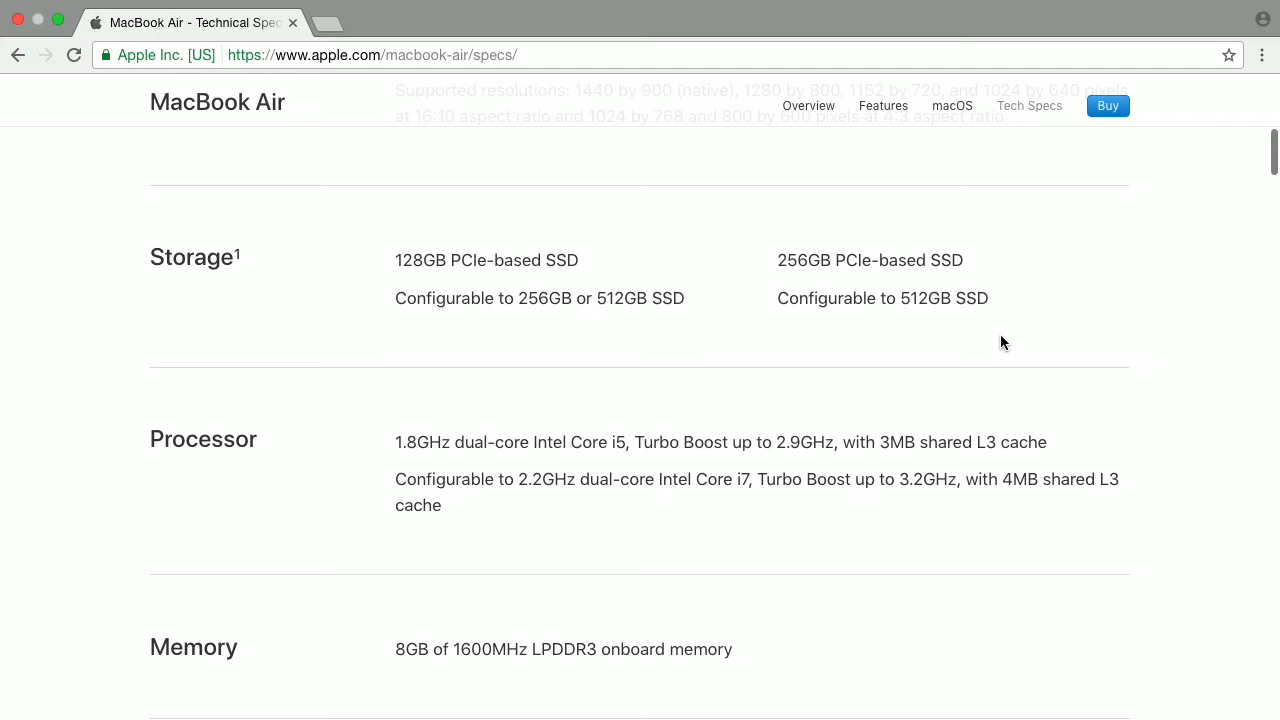 MacBook Air - Technical Spec
Apple Inc. [US] https://www.apple.com/macbook-air/specs/
Supported resolutions: 1440 by 900 (native), 1280 by 800, 1152 by 720, and 1024 by 640 pixels
at 16:10 aspect ratio and 1024 by 768 and 800 by 600 pixels at 4:3 aspect ratio
MacBook Air
Overview Features macOS Tech Specs Buy
Storage¹
128GB PCIe-based SSD 256GB PCIe-based SSD
Configurable to 256GB or 512GB SSD Configurable to 512GB SSD
Processor
1.8GHz dual-core Intel Core i5, Turbo Boost up to 2.9GHz, with 3MB shared L3 cache
Configurable to 2.2GHz dual-core Intel Core i7, Turbo Boost up to 3.2GHz, with 4MB shared L3
cache
Memory
8GB of 1600MHz LPDDR3 onboard memory